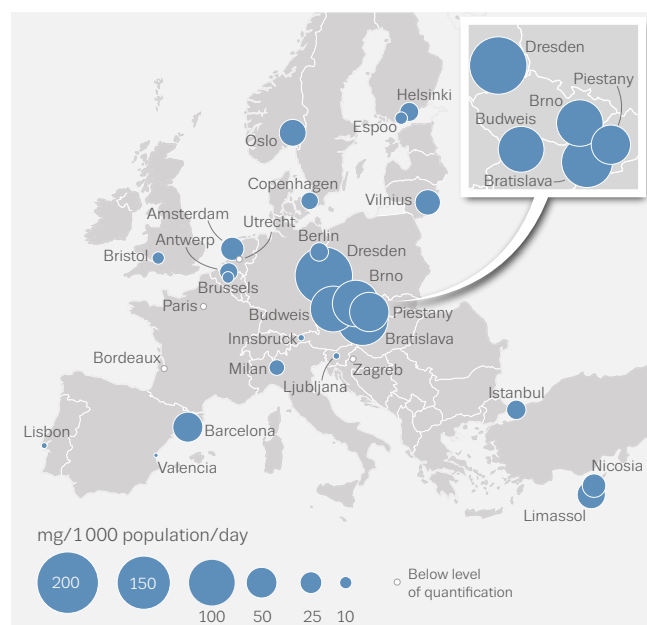 Dresden
Piestany
Brno
Budweis
Bratislava
Helsinki
Espoo
Oslo
Copenhagen
Vilnius
Amsterdam
Utrecht
Antwerp
Berlin
Bristol
Dresden
Brno
Brussels
Paris
Budweis
Piestany
Innsbruck
Bratislava
Bordeaux
Milan
Zagreb
Ljubljana
Istanbul
Lisbon
Barcelona
Valencia
Nicosia
Limassol
mg/1 000 population/day
200
150
100
50
25
10
Below level
of quantification